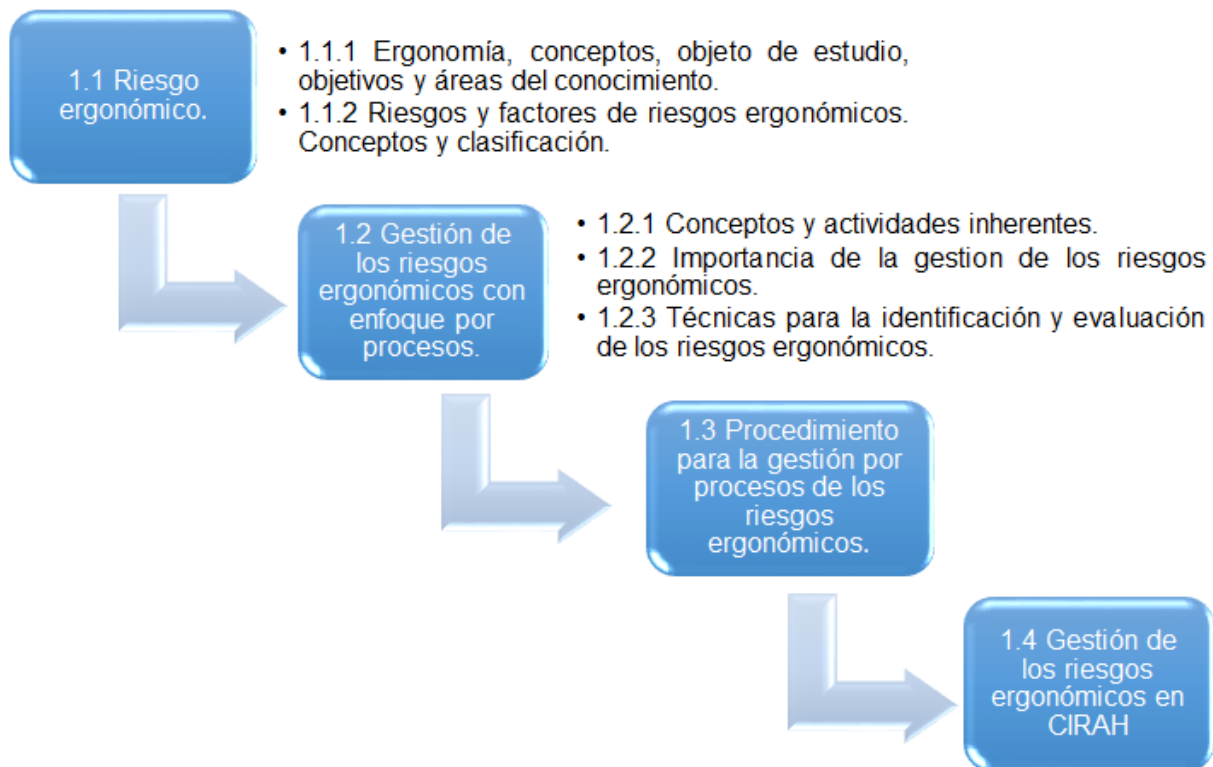 1.1 Riesgo
ergonómico.
• 1.1.1 Ergonomía, conceptos, objeto de estudio,
objetivos y áreas del conocimiento.
• 1.1.2 Riesgos y factores de riesgos ergonómicos.
Conceptos y clasificación.
1.2 Gestión de
los riesgos
ergonómicos con
enfoque por
procesos.
• 1.2.1 Conceptos y actividades inherentes.
• 1.2.2 Importancia de la gestion de los riesgos
ergonómicos.
• 1.2.3 Técnicas para la identificación y evaluación
de los riesgos ergonómicos.
1.3 Procedimiento
para la gestión por
procesos de los
riesgos
ergonómicos.
1.4 Gestión de
los riesgos
ergonómicos en
CIRAH